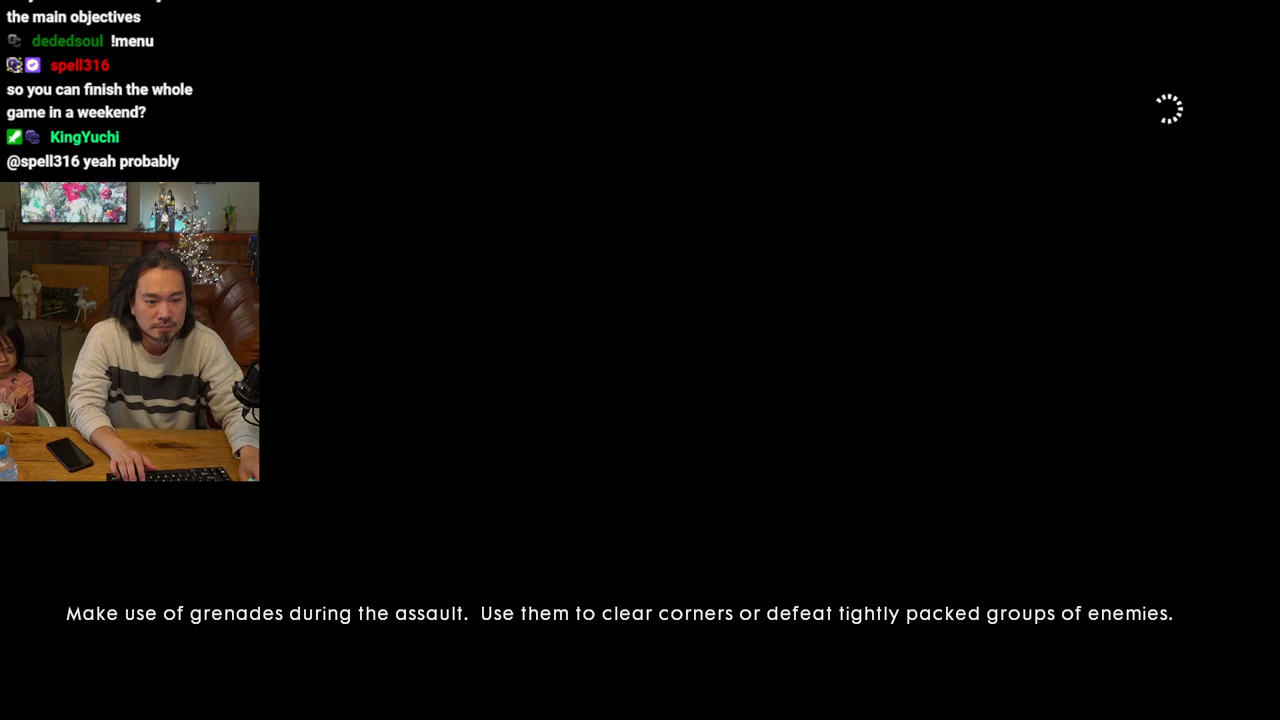 the main objectives
dededsoul !menu
spell316
so you can finish the whole
game in a weekend?
KingYuchi
@spell316 yeah probably
Make use of grenades during the assault. Use them to clear corners or defeat tightly packed groups of enemies.